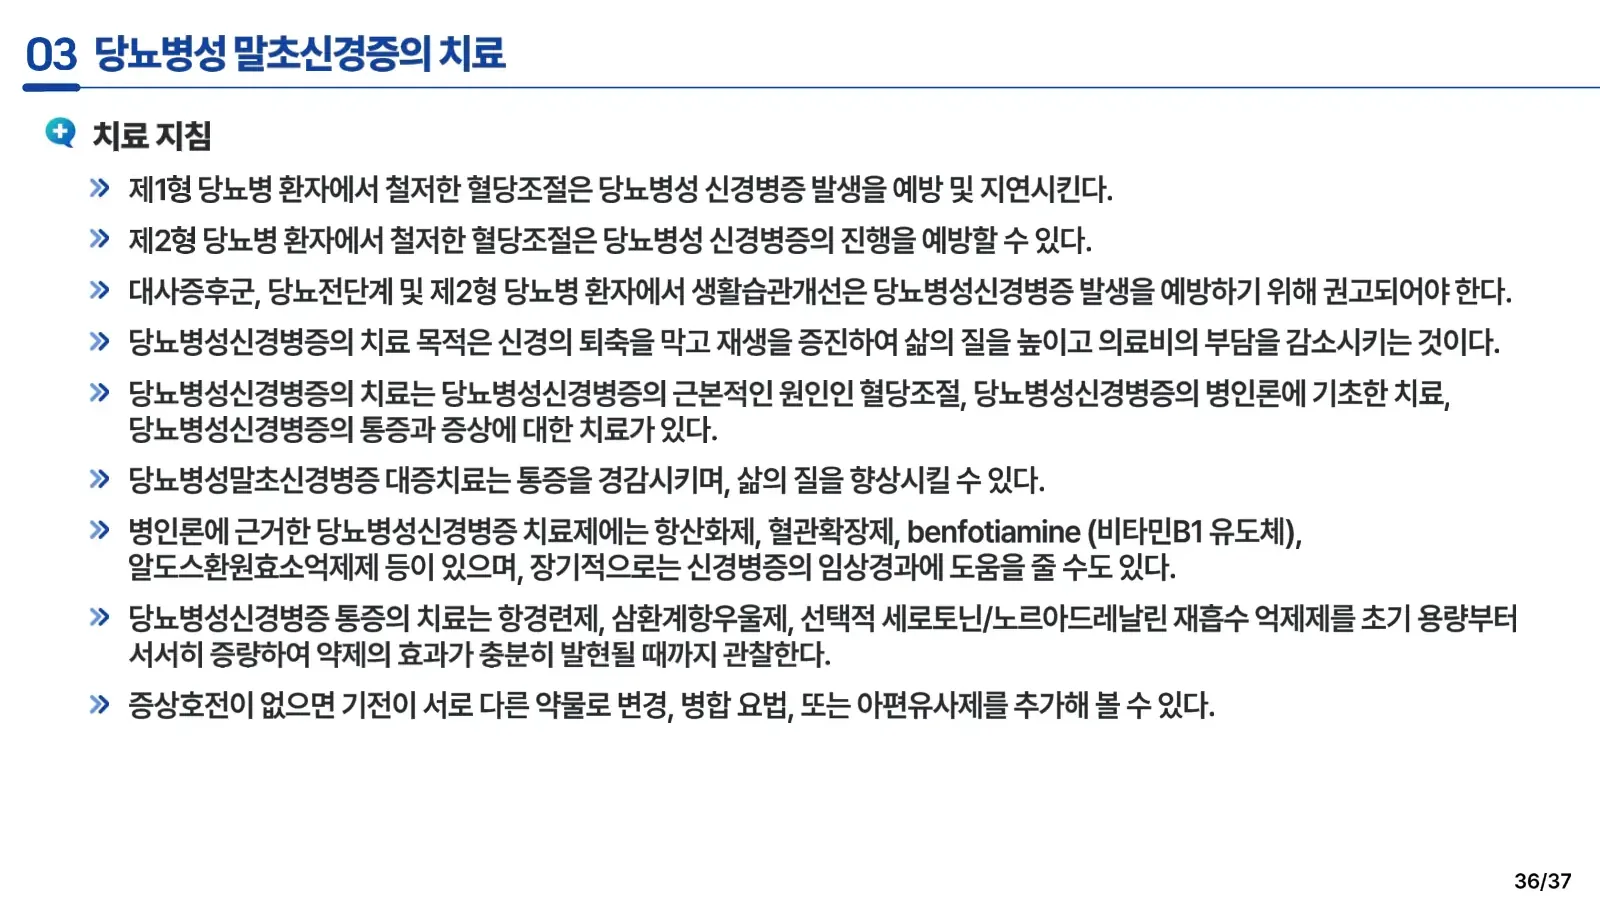 03 당뇨병성 말초신경증의 치료
치료 지침
제1형 당뇨병 환자에서 철저한 혈당조절은 당뇨병성 신경병증 발생을 예방 및 지연시킨다.
제2형 당뇨병 환자에서 철저한 혈당조절은 당뇨병성 신경병증의 진행을 예방할 수 있다.
대사증후군, 당뇨전단계 및 제2형 당뇨병 환자에서 생활습관개선은 당뇨병성신경병증 발생을 예방하기 위해 권고되어야 한다.
당뇨병성신경병증의 치료 목적은 신경의 퇴축을 막고 재생을 증진하여 삶의 질을 높이고 의료비의 부담을 감소시키는 것이다.
당뇨병성신경병증의 치료는 당뇨병성신경병증의 근본적인 원인인 혈당조절, 당뇨병성신경병증의 병인론에 기초한 치료,
당뇨병성신경병증의 통증과 증상에 대한 치료가 있다.
당뇨병성말초신경병증 대증치료는 통증을 경감시키며, 삶의 질을 향상시킬 수 있다.
병인론에 근거한 당뇨병성신경병증 치료제에는 항산화제, 혈관확장제, benfotiamine (비타민B1 유도체),
알도스환원효소억제제 등이 있으며, 장기적으로는 신경병증의 임상경과에 도움을 줄 수도 있다.
당뇨병성신경병증 통증의 치료는 항경련제, 삼환계항우울제, 선택적 세로토닌/노르아드레날린 재흡수 억제제를 초기 용량부터
서서히 증량하여 약제의 효과가 충분히 발현될 때까지 관찰한다.
증상호전이 없으면 기전이 서로 다른 약물로 변경, 병합 요법, 또는 아편유사제를 추가해 볼 수 있다.
36/37